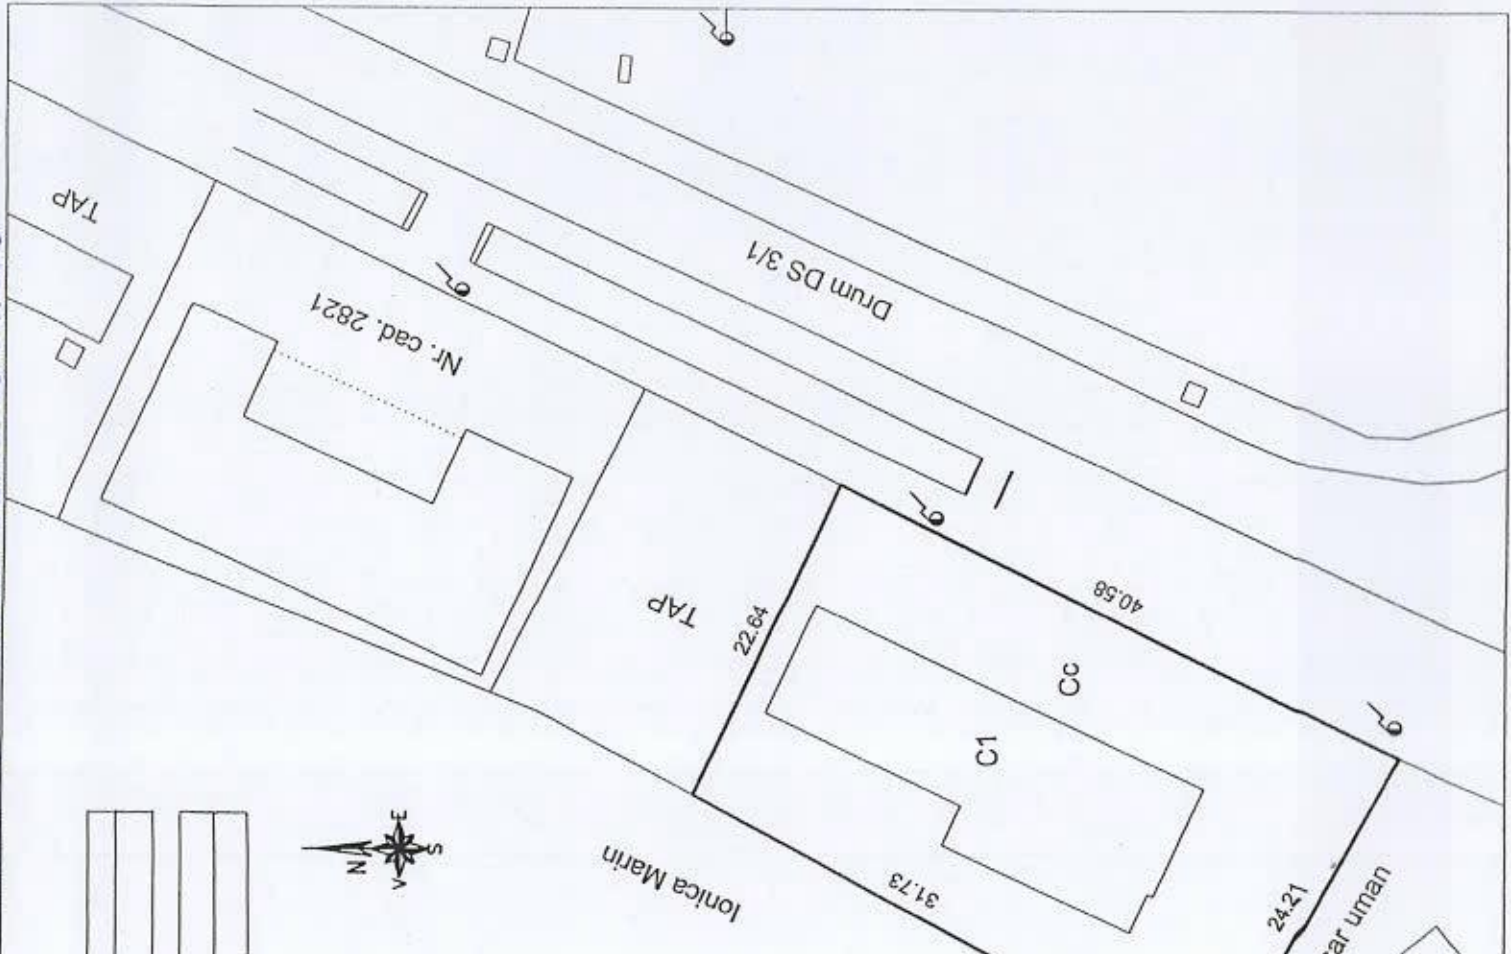 TAP
Drum DS 3/1
Nr. cad. 2821
TAP
22.64
40.58
Cc
C1
N
E
S
V
Ionica Marin
31.73
24.21
uman